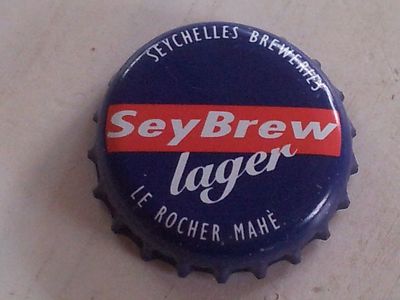 SEYCHELLES BREWERIES
SeyBrew
lager
LE ROCHER MAHÈ